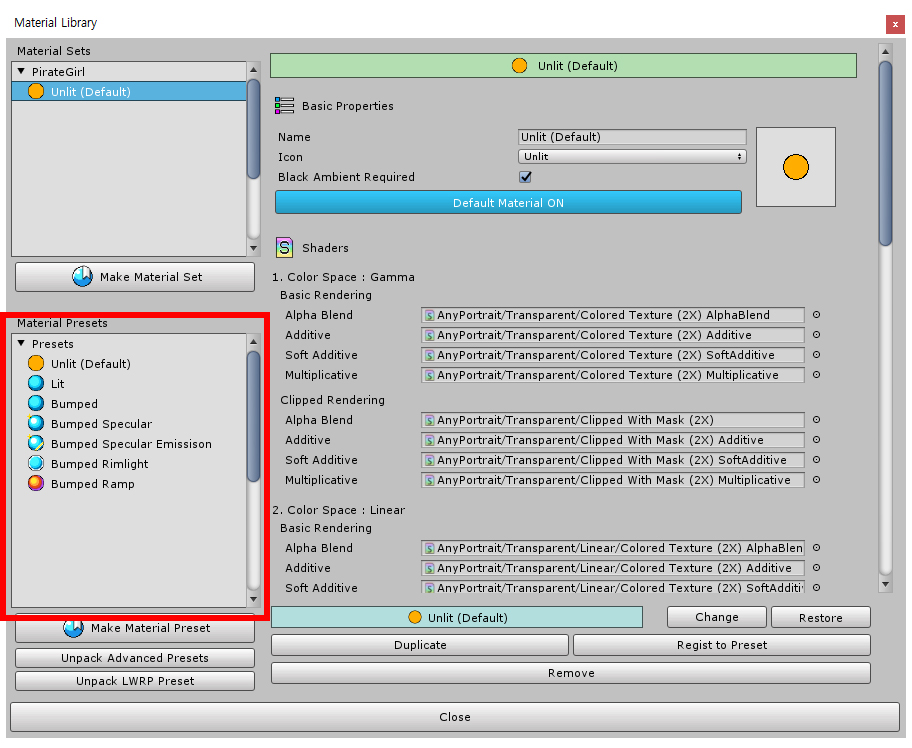 Material Library
x
Material Sets
PirateGirl
Unlit (Default)
Make Material Set
Material Presets
Presets
Unlit (Default)
Lit
Bumped
Bumped Specular
Bumped Specular Emissison
Bumped Rimlight
Bumped Ramp
Make Material Preset
Unpack Advanced Presets
Unpack LWRP Preset
Unlit (Default)
Basic Properties
Name Unlit (Default)
Icon Unlit
Black Ambient Required
Default Material ON
S Shaders
1. Color Space : Gamma
Basic Rendering
Alpha Blend AnyPortrait/Transparent/Colored Texture (2X) AlphaBlend
Additive AnyPortrait/Transparent/Colored Texture (2X) Additive
Soft Additive AnyPortrait/Transparent/Colored Texture (2X) SoftAdditive
Multiplicative AnyPortrait/Transparent/Colored Texture (2X) Multiplicative
Clipped Rendering
Alpha Blend AnyPortrait/Transparent/Clipped With Mask (2X)
Additive AnyPortrait/Transparent/Clipped With Mask (2X) Additive
Soft Additive AnyPortrait/Transparent/Clipped With Mask (2X) SoftAdditive
Multiplicative AnyPortrait/Transparent/Clipped With Mask (2X) Multiplicative
2. Color Space : Linear
Basic Rendering
Alpha Blend AnyPortrait/Transparent/Linear/Colored Texture (2X) AlphaBlen
Additive AnyPortrait/Transparent/Linear/Colored Texture (2X) Additive
Soft Additive AnyPortrait/Transparent/Linear/Colored Texture (2X) SoftAdditi
Unlit (Default) Change Restore
Duplicate Regist to Preset
Remove
Close